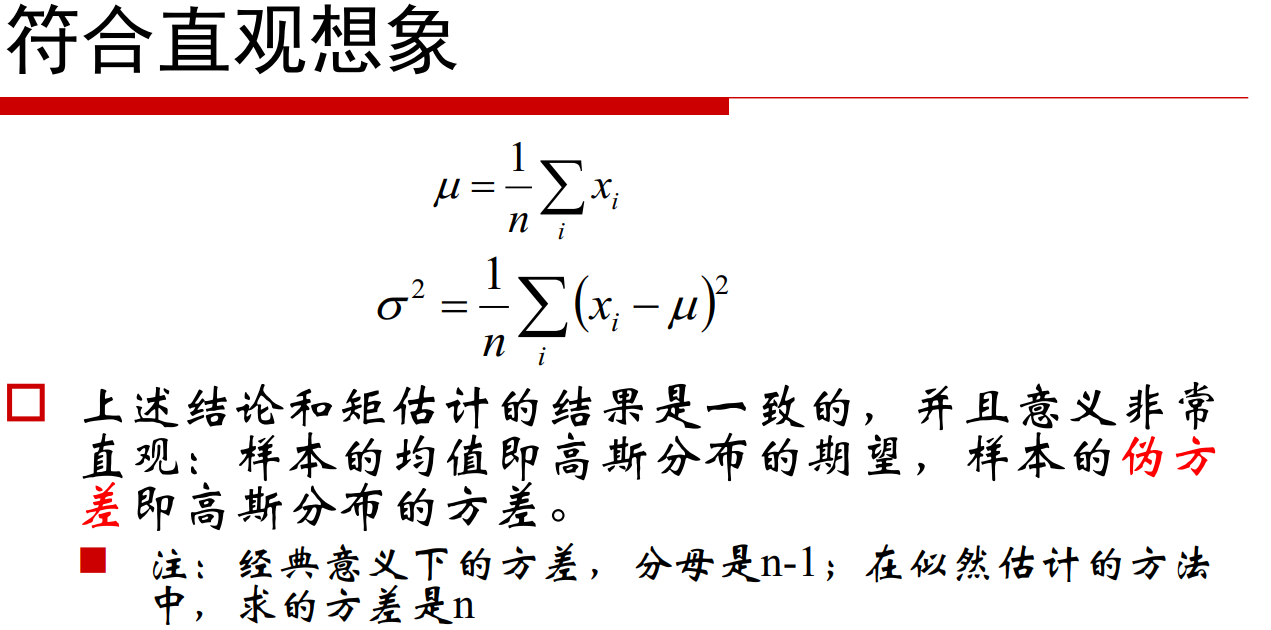 符合直观想象
μ = 1/n ∑_i x_i
σ² = 1/n ∑_i (x_i − μ)²
上述结论和矩估计的结果是一致的，并且意义非常
直观：样本的均值即高斯分布的期望，样本的伪方
差即高斯分布的方差。
注：经典意义下的方差，分母是n-1；在似然估计的方法
中，求的方差是n